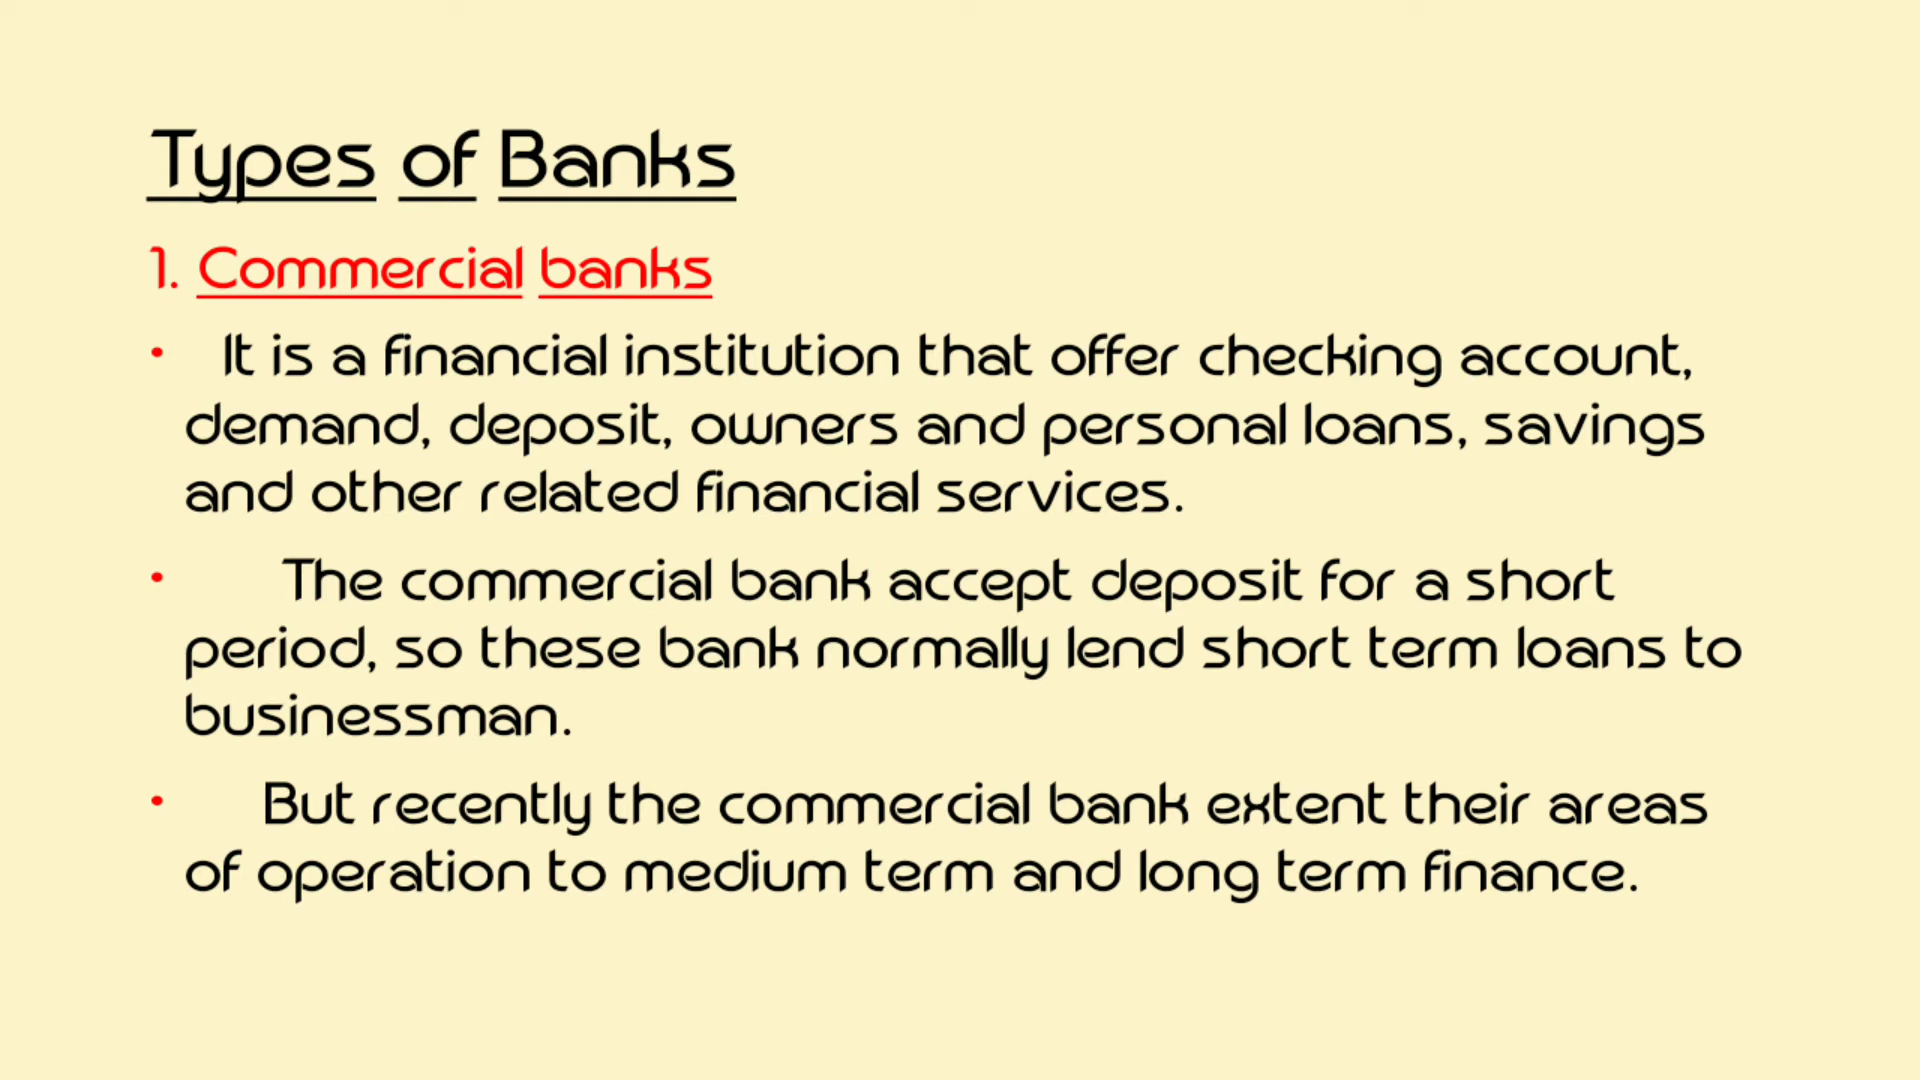 Types of Banks
1. Commercial banks
• It is a financial institution that offer checking account,
demand, deposit, owners and personal loans, savings
and other related financial services.
• The commercial bank accept deposit for a short
period, so these bank normally lend short term loans to
businessman.
• But recently the commercial bank extent their areas
of operation to medium term and long term finance.